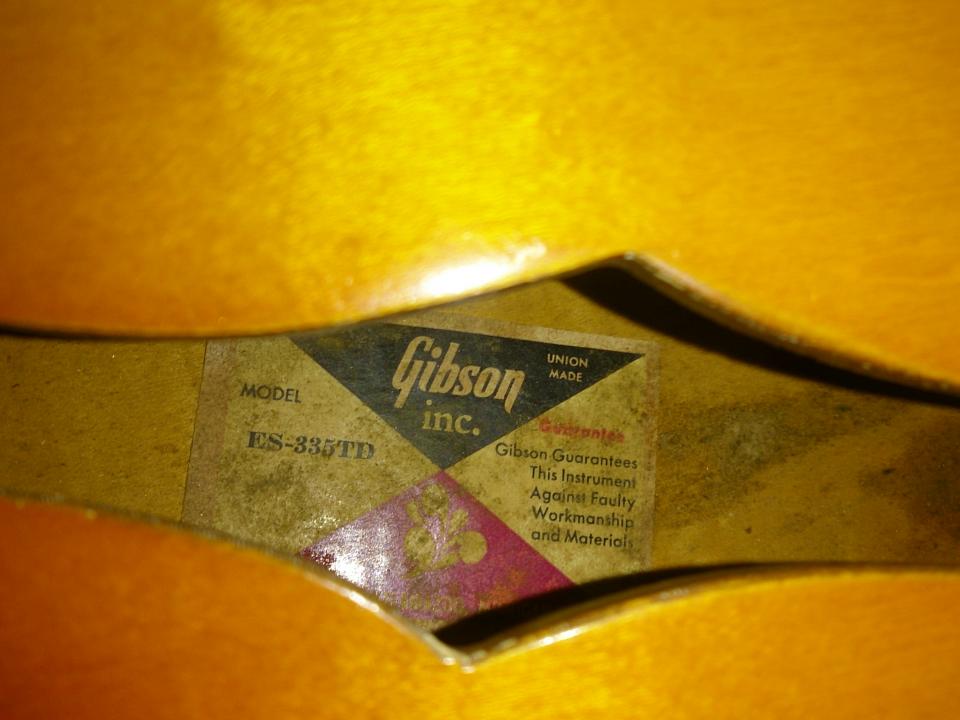 Gibson
inc.
UNION
MADE
MODEL
ES-335TD
Guarantee
Gibson Guarantees
This Instrument
Against Faulty
Workmanship
and Materials